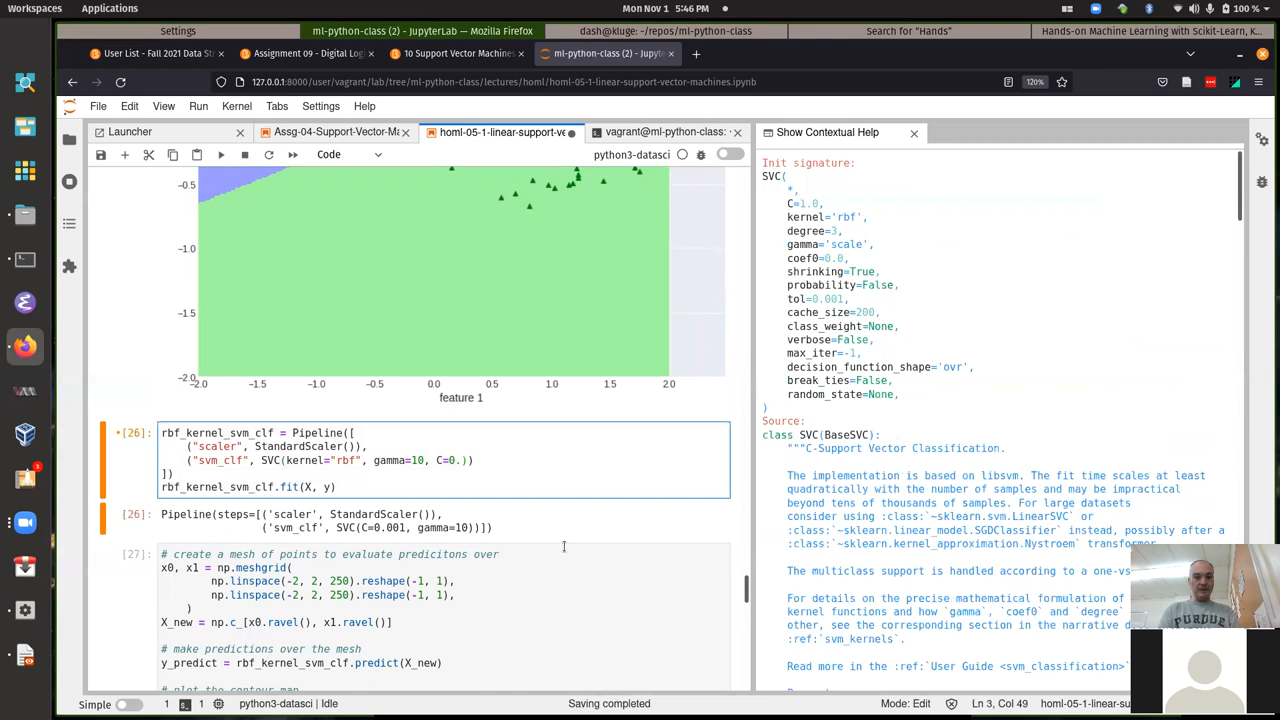 Workspaces
Applications
Mon Nov 1 5:46 PM
100 %
Settings
ml-python-class (2) - JupyterLab — Mozilla Firefox
dash@kluge: ~/repos/ml-python-class
Search for "Hands"
Hands-on Machine Learning with Scikit-Learn, K...
User List - Fall 2021 Data St
Assignment 09 - Digital Logi
10 Support Vector Machines
ml-python-class (2) - Jupyte
127.0.0.1:8000/user/vagrant/lab/tree/ml-python-class/lectures/homl/homl-05-1-linear-support-vector-machines.ipynb
120%
File Edit View Run Kernel Tabs Settings Help
Launcher
Assg-04-Support-Vector-Ma
homl-05-1-linear-support-ve
vagrant@ml-python-class: ~
Show Contextual Help
Code
python3-datasci
-0.5
-1.0
-1.5
-2.0
-2.0 -1.5 -1.0 -0.5 0.0 0.5 1.0 1.5 2.0
feature 1
[26]:
rbf_kernel_svm_clf = Pipeline([
("scaler", StandardScaler()),
("svm_clf", SVC(kernel="rbf", gamma=10, C=0.))
])
rbf_kernel_svm_clf.fit(X, y)
[26]:
Pipeline(steps=[('scaler', StandardScaler()),
('svm_clf', SVC(C=0.001, gamma=10))])
[27]:
# create a mesh of points to evaluate predicitons over
x0, x1 = np.meshgrid(
np.linspace(-2, 2, 250).reshape(-1, 1),
np.linspace(-2, 2, 250).reshape(-1, 1),
)
X_new = np.c_[x0.ravel(), x1.ravel()]
# make predictions over the mesh
y_predict = rbf_kernel_svm_clf.predict(X_new)
# plot the contour map
Init signature:
SVC(
*,
C=1.0,
kernel='rbf',
degree=3,
gamma='scale',
coef0=0.0,
shrinking=True,
probability=False,
tol=0.001,
cache_size=200,
class_weight=None,
verbose=False,
max_iter=-1,
decision_function_shape='ovr',
break_ties=False,
random_state=None,
)
Source:
class SVC(BaseSVC):
"""C-Support Vector Classification.
The implementation is based on libsvm. The fit time scales at least
quadratically with the number of samples and may be impractical
beyond tens of thousands of samples. For large datasets
consider using :class:`~sklearn.svm.LinearSVC` or
:class:`~sklearn.linear_model.SGDClassifier` instead, possibly after a
:class:`~sklearn.kernel_approximation.Nystroem` transformer
The multiclass support is handled according to a one-vs
For details on the precise mathematical formulation of
kernel functions and how `gamma`, `coef0` and `degree`
other, see the corresponding section in the narrative d
:ref:`svm_kernels`.
Read more in the :ref:`User Guide <svm_classification>`
PURDUE
Simple
1
1
python3-datasci | Idle
Saving completed
Mode: Edit
Ln 3, Col 49
homl-05-1-linear-su
3